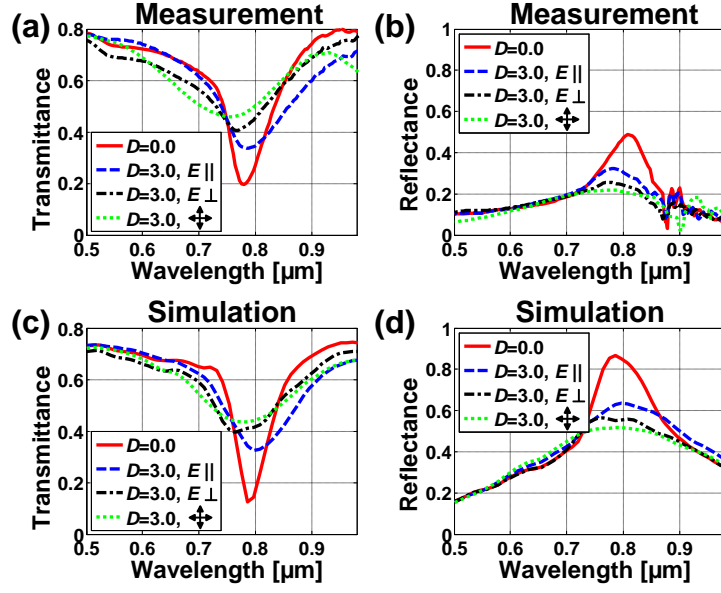 (a)
Measurement
Transmittance
0.8
0.6
0.4
0.2
0
D=0.0
D=3.0, E||
D=3.0, E⊥
D=3.0,
0.5 0.6 0.7 0.8 0.9
Wavelength [µm]
(b)
Measurement
Reflectance
1
0.8
0.6
0.4
0.2
0
D=0.0
D=3.0, E||
D=3.0, E⊥
D=3.0,
0.5 0.6 0.7 0.8 0.9
Wavelength [µm]
(c)
Simulation
Transmittance
0.8
0.6
0.4
0.2
0
D=0.0
D=3.0, E||
D=3.0, E⊥
D=3.0,
0.5 0.6 0.7 0.8 0.9
Wavelength [µm]
(d)
Simulation
Reflectance
1
0.8
0.6
0.4
0.2
0
D=0.0
D=3.0, E||
D=3.0, E⊥
D=3.0,
0.5 0.6 0.7 0.8 0.9
Wavelength [µm]